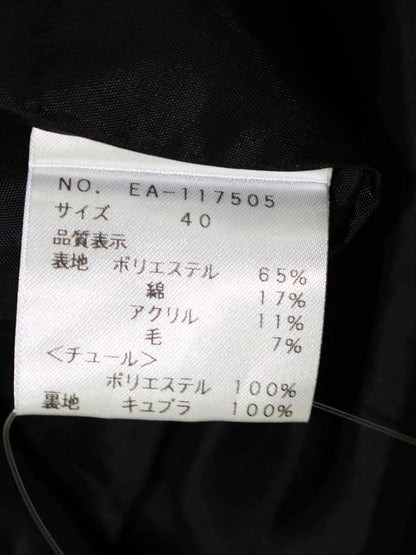 NO. EA-117505
サイズ 40
品質表示
表地 ポリエステル 65%
綿 17%
アクリル 11%
毛 7%
<チュール>
ポリエステル 100%
裏地 キュプラ 100%